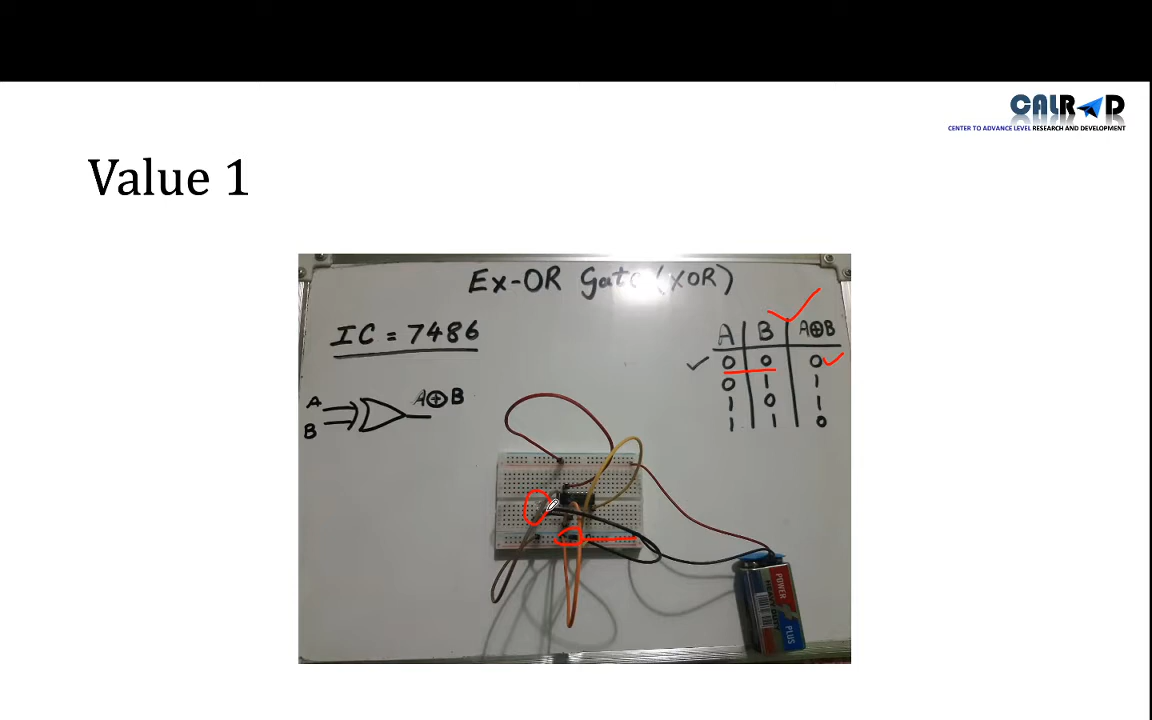 CALROAD
CENTER TO ADVANCE LEVEL RESEARCH AND DEVELOPMENT
Value 1
Ex-OR Gate (XOR)
IC = 7486
A B A⊕B
0 0 0
0 1 1
1 0 1
1 1 0
A
B
A⊕B
POWER
PLUS